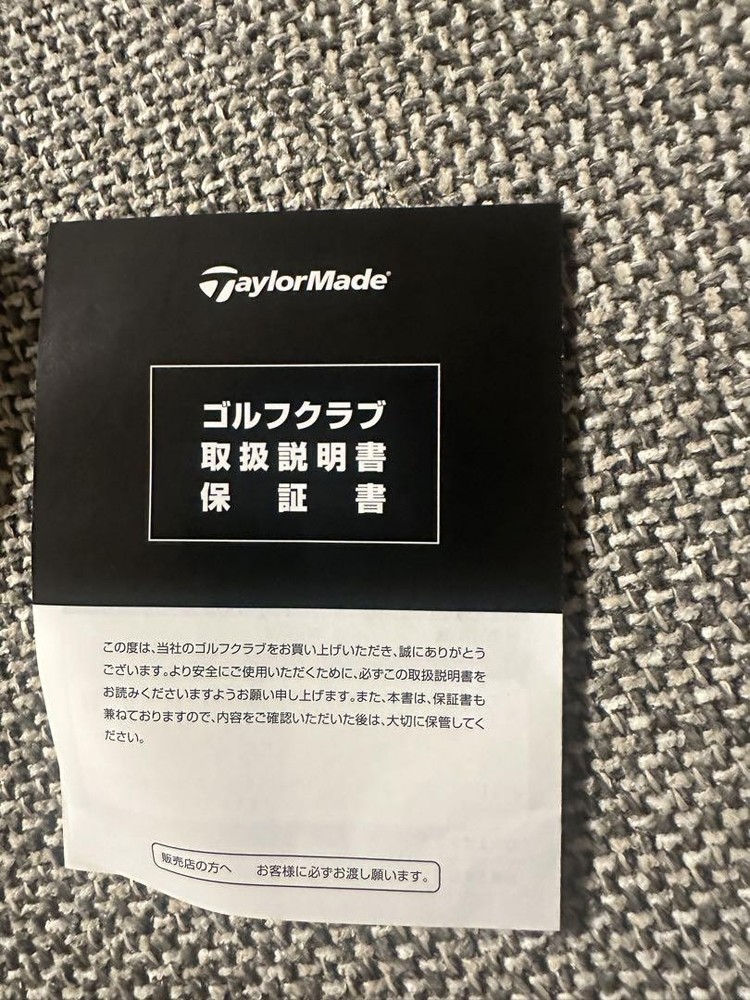 TaylorMade®
ゴルフクラブ
取扱説明書
保証書
この度は、当社のゴルフクラブをお買い上げいただき、誠にありがとう
ございます。より安全にご使用いただくために、必ずこの取扱説明書を
お読みくださいますようお願い申し上げます。また、本書は、保証書も
兼ねておりますので、内容をご確認いただいた後は、大切に保管してく
ださい。
販売店の方へ　お客様に必ずお渡し願います。